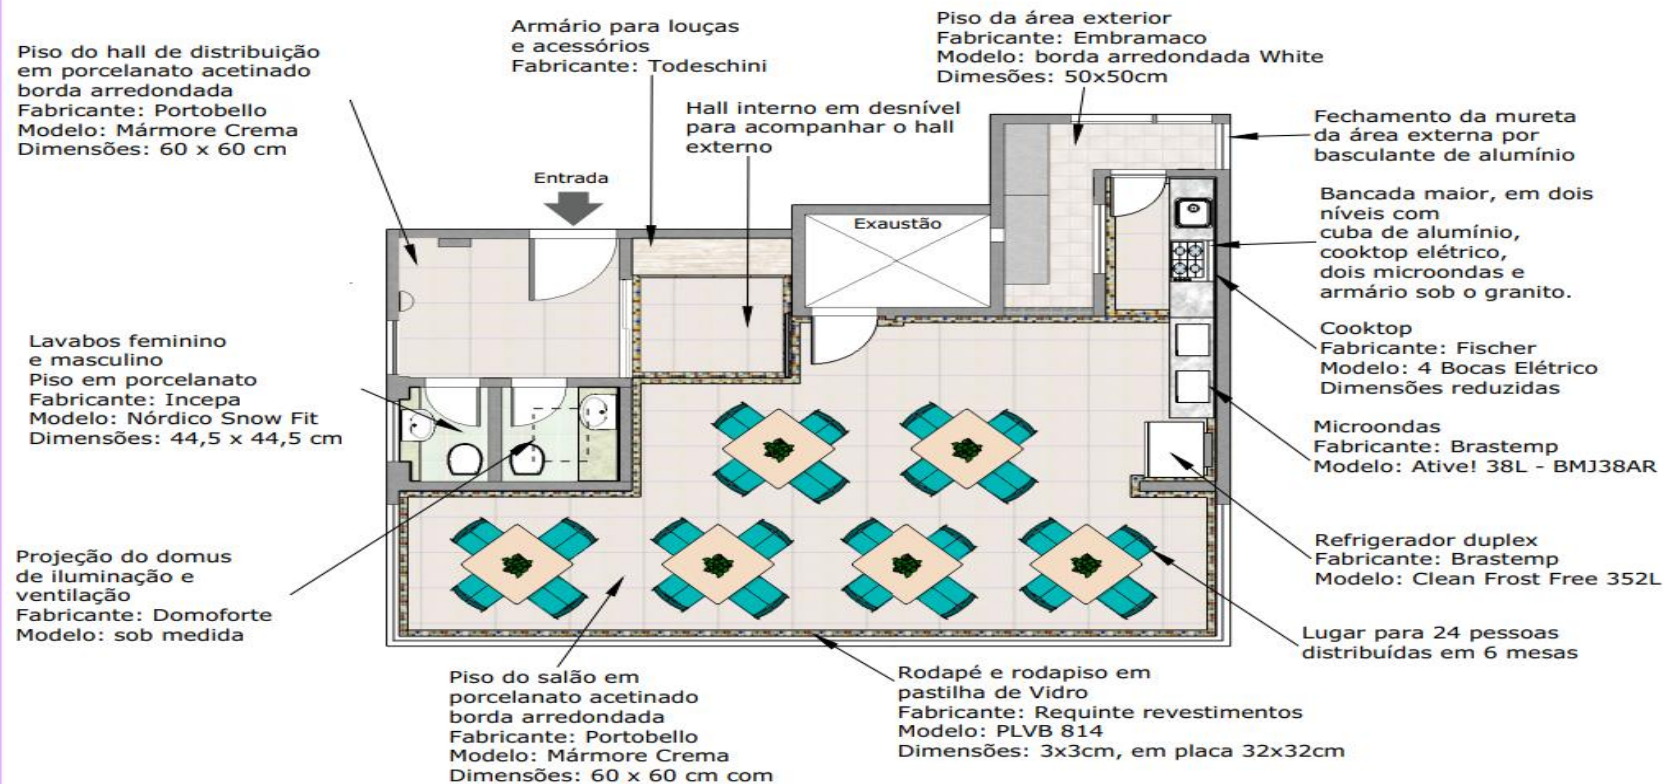 Piso do hall de distribuição
em porcelanato acetinado
borda arredondada
Fabricante: Portobello
Modelo: Mármore Crema
Dimensões: 60 x 60 cm
Armário para louças
e acessórios
Fabricante: Todeschini
Hall interno em desnível
para acompanhar o hall
externo
Piso da área exterior
Fabricante: Embramaco
Modelo: borda arredondada White
Dimesões: 50x50cm
Fechamento da mureta
da área externa por
basculante de alumínio
Entrada
Exaustão
Bancada maior, em dois
níveis com
cuba de alumínio,
cooktop elétrico,
dois microondas e
armário sob o granito.
Cooktop
Fabricante: Fischer
Modelo: 4 Bocas Elétrico
Dimensões reduzidas
Lavabos feminino
e masculino
Piso em porcelanato
Fabricante: Incepa
Modelo: Nórdico Snow Fit
Dimensões: 44,5 x 44,5 cm
Microondas
Fabricante: Brastemp
Modelo: Ative! 38L - BMJ38AR
Projeção do domus
de iluminação e
ventilação
Fabricante: Domoforte
Modelo: sob medida
Refrigerador duplex
Fabricante: Brastemp
Modelo: Clean Frost Free 352L
Lugar para 24 pessoas
distribuídas em 6 mesas
Piso do salão em
porcelanato acetinado
borda arredondada
Fabricante: Portobello
Modelo: Mármore Crema
Dimensões: 60 x 60 cm com
Rodapé e rodapiso em
pastilha de Vidro
Fabricante: Requinte revestimentos
Modelo: PLVB 814
Dimensões: 3x3cm, em placa 32x32cm